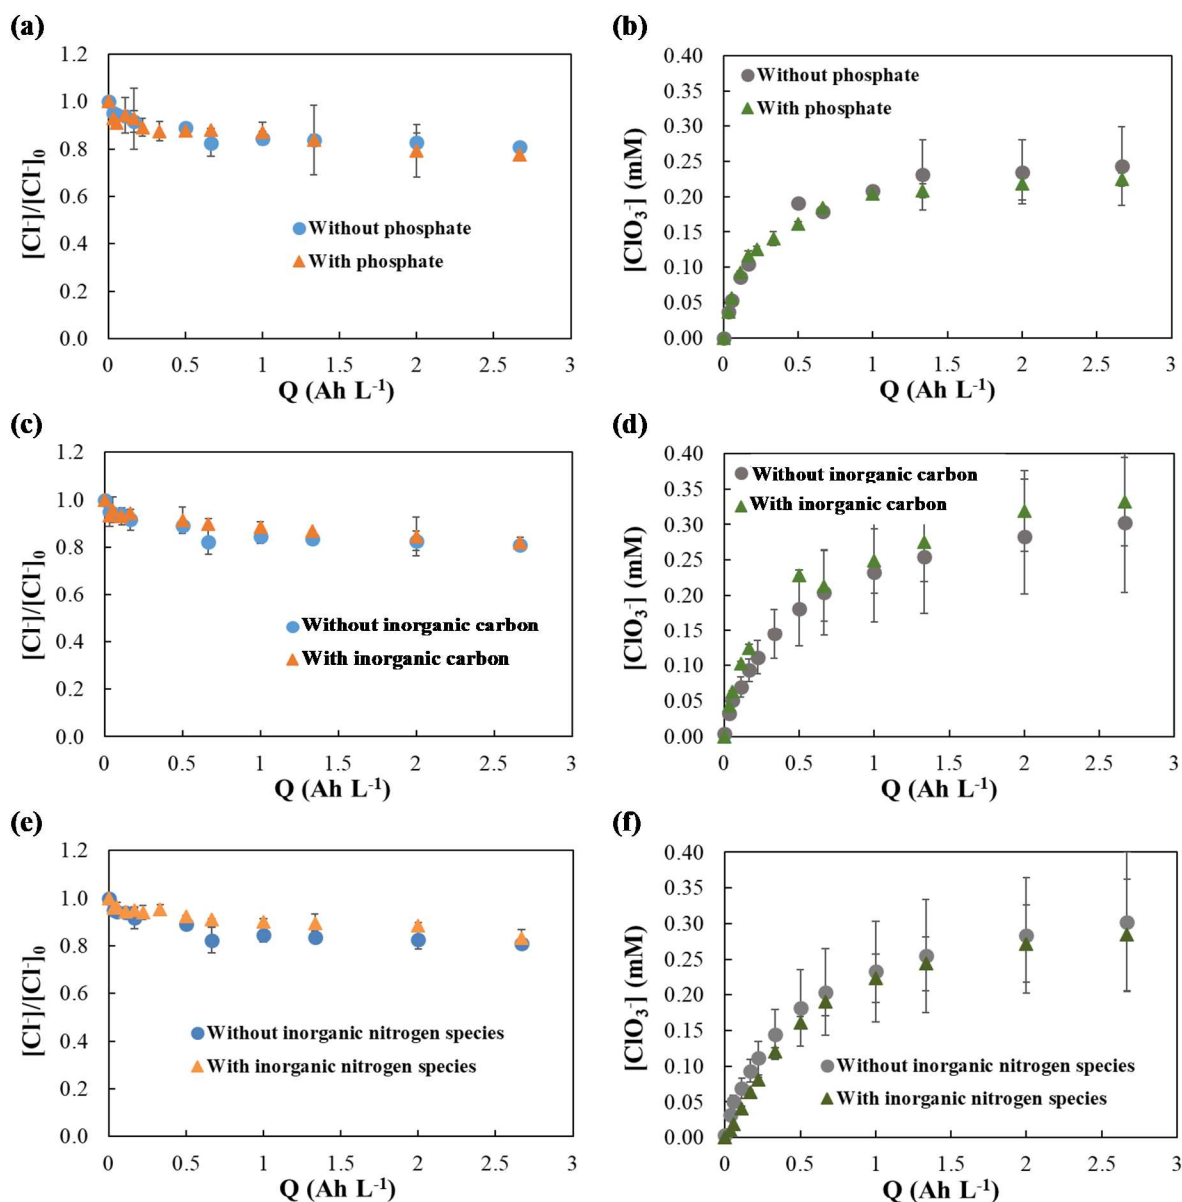 (a)
1.2
1.0
0.8
0.6
0.4
0.2
0.0
[Cl-]/[Cl-]0
Without phosphate
With phosphate
0 0.5 1 1.5 2 2.5 3
Q (Ah L-1)
(b)
0.40
0.35
0.30
0.25
0.20
0.15
0.10
0.05
0.00
[ClO3-] (mM)
Without phosphate
With phosphate
0 0.5 1 1.5 2 2.5 3
Q (Ah L-1)
(c)
1.2
1.0
0.8
0.6
0.4
0.2
0.0
[Cl-]/[Cl-]0
Without inorganic carbon
With inorganic carbon
0 0.5 1 1.5 2 2.5 3
Q (Ah L-1)
(d)
0.40
0.35
0.30
0.25
0.20
0.15
0.10
0.05
0.00
[ClO3-] (mM)
Without inorganic carbon
With inorganic carbon
0 0.5 1 1.5 2 2.5 3
Q (Ah L-1)
(e)
1.2
1.0
0.8
0.6
0.4
0.2
0.0
[Cl-]/[Cl-]0
Without inorganic nitrogen species
With inorganic nitrogen species
0 0.5 1 1.5 2 2.5 3
Q (Ah L-1)
(f)
0.40
0.35
0.30
0.25
0.20
0.15
0.10
0.05
0.00
[ClO3-] (mM)
Without inorganic nitrogen species
With inorganic nitrogen species
0 0.5 1 1.5 2 2.5 3
Q (Ah L-1)